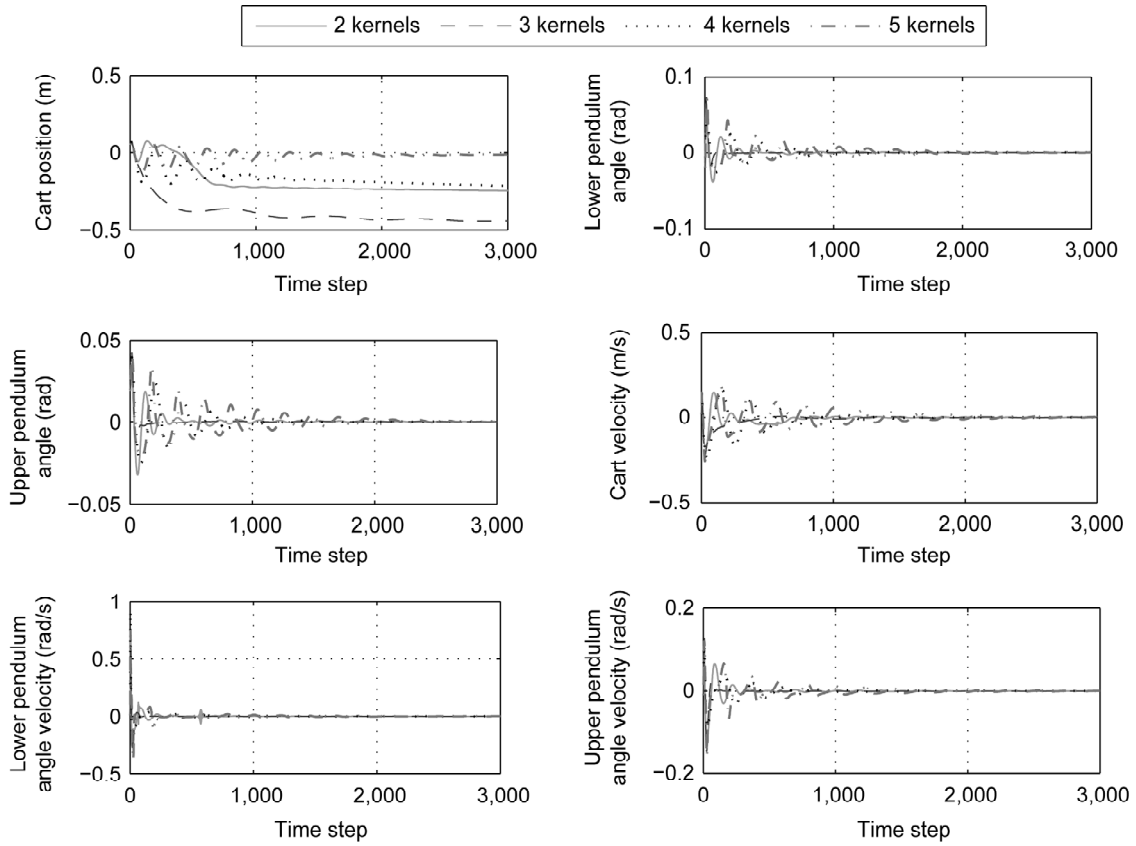 2 kernels 3 kernels 4 kernels 5 kernels
Cart position (m)
0.5
0
−0.5
0 1,000 2,000 3,000
Time step
Lower pendulum
angle (rad)
0.1
0
−0.1
0 1,000 2,000 3,000
Time step
Upper pendulum
angle (rad)
0.05
0
−0.05
0 1,000 2,000 3,000
Time step
Cart velocity (m/s)
0.5
0
−0.5
0 1,000 2,000 3,000
Time step
Lower pendulum
angle velocity (rad/s)
1
0.5
0
−0.5
0 1,000 2,000 3,000
Time step
Upper pendulum
angle velocity (rad/s)
0.2
0
−0.2
0 1,000 2,000 3,000
Time step